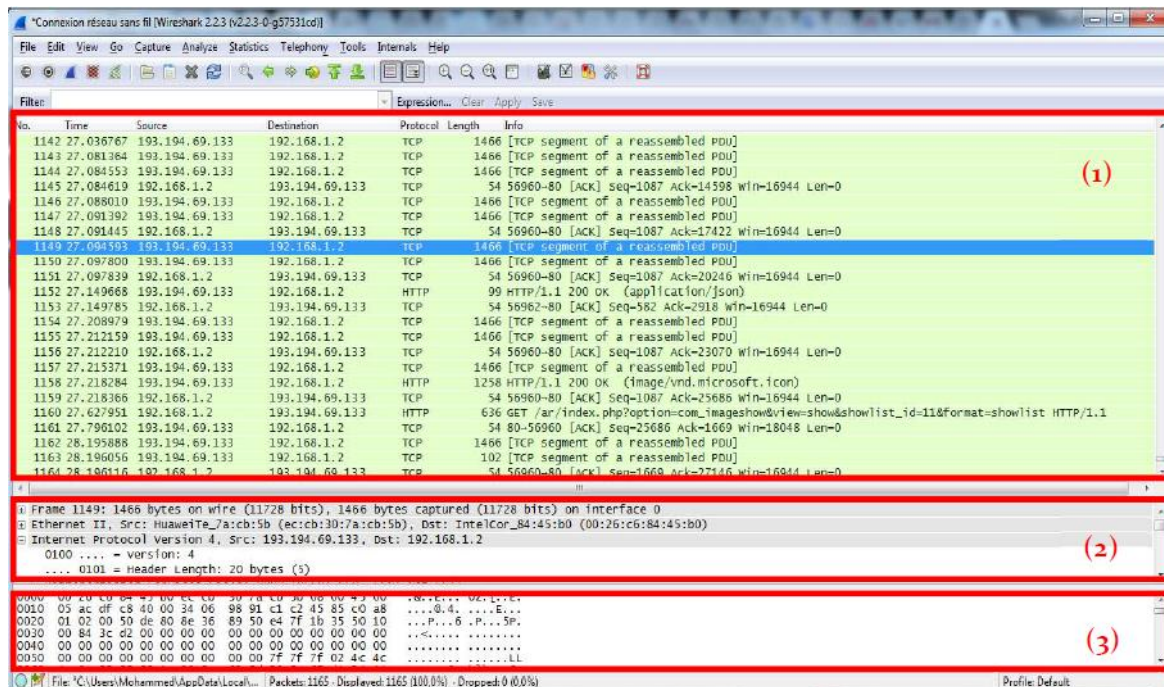 *Connexion réseau sans fil [Wireshark 2.2.3 (v2.2.3-0-g57531cd)]
File Edit View Go Capture Analyze Statistics Telephony Tools Internals Help
Filter: Expression... Clear Apply Save
No. Time Source Destination Protocol Length Info
1142 27.036767 193.194.69.133 192.168.1.2 TCP 1466 [TCP segment of a reassembled PDU]
1143 27.081364 193.194.69.133 192.168.1.2 TCP 1466 [TCP segment of a reassembled PDU]
1144 27.084553 193.194.69.133 192.168.1.2 TCP 1466 [TCP segment of a reassembled PDU]
1145 27.084619 192.168.1.2 193.194.69.133 TCP 54 56960→80 [ACK] Seq=1087 Ack=14598 Win=16944 Len=0
1146 27.088010 193.194.69.133 192.168.1.2 TCP 1466 [TCP segment of a reassembled PDU]
1147 27.091392 193.194.69.133 192.168.1.2 TCP 1466 [TCP segment of a reassembled PDU]
1148 27.091445 192.168.1.2 193.194.69.133 TCP 54 56960→80 [ACK] Seq=1087 Ack=17422 Win=16944 Len=0
1149 27.094593 193.194.69.133 192.168.1.2 TCP 1466 [TCP segment of a reassembled PDU]
1150 27.097800 193.194.69.133 192.168.1.2 TCP 1466 [TCP segment of a reassembled PDU]
1151 27.097839 192.168.1.2 193.194.69.133 TCP 54 56960→80 [ACK] Seq=1087 Ack=20246 Win=16944 Len=0
1152 27.149668 193.194.69.133 192.168.1.2 HTTP 99 HTTP/1.1 200 OK (application/json)
1153 27.149785 192.168.1.2 193.194.69.133 TCP 54 56962→80 [ACK] Seq=582 Ack=2918 Win=16944 Len=0
1154 27.208979 193.194.69.133 192.168.1.2 TCP 1466 [TCP segment of a reassembled PDU]
1155 27.212159 193.194.69.133 192.168.1.2 TCP 1466 [TCP segment of a reassembled PDU]
1156 27.212210 192.168.1.2 193.194.69.133 TCP 54 56960→80 [ACK] Seq=1087 Ack=23070 Win=16944 Len=0
1157 27.215371 193.194.69.133 192.168.1.2 TCP 1466 [TCP segment of a reassembled PDU]
1158 27.218284 193.194.69.133 192.168.1.2 HTTP 1258 HTTP/1.1 200 OK (image/vnd.microsoft.icon)
1159 27.218366 192.168.1.2 193.194.69.133 TCP 54 56960→80 [ACK] Seq=1087 Ack=25686 Win=16944 Len=0
1160 27.627951 192.168.1.2 193.194.69.133 HTTP 636 GET /ar/index.php?option=com_imageshow&view=show&showlist_id=11&format=showlist HTTP/1.1
1161 27.796102 193.194.69.133 192.168.1.2 TCP 54 80→56960 [ACK] Seq=25686 Ack=1669 Win=18048 Len=0
1162 28.195888 193.194.69.133 192.168.1.2 TCP 1466 [TCP segment of a reassembled PDU]
1163 28.196056 193.194.69.133 192.168.1.2 TCP 102 [TCP segment of a reassembled PDU]
1164 28.196116 192.168.1.2 193.194.69.133 TCP 54 56960→80 [ACK] Seq=1669 Ack=27146 Win=16944 Len=0
(1)
Frame 1149: 1466 bytes on wire (11728 bits), 1466 bytes captured (11728 bits) on interface 0
Ethernet II, Src: HuaweiTe_7a:cb:5b (ec:cb:30:7a:cb:5b), Dst: IntelCor_84:45:b0 (00:26:c6:84:45:b0)
Internet Protocol Version 4, Src: 193.194.69.133, Dst: 192.168.1.2
0100 .... = Version: 4
.... 0101 = Header Length: 20 bytes (5)
(2)
0010 05 ac df c8 40 00 34 06 98 91 c1 c2 45 85 c0 a8 ....@.4. ....E...
0020 01 02 00 50 de 80 8e 36 89 50 e4 7f 1b 35 50 10 ...P...6 .P...5P.
0030 00 84 3c d2 00 00 00 00 00 00 00 00 00 00 00 00 ..<..... ........
0040 00 00 00 00 00 00 00 00 00 00 00 00 00 00 00 00 ........ ........
0050 00 00 00 00 00 00 00 00 00 00 7f 7f 7f 02 4c 4c ........ ......LL
(3)
File: "C:\Users\Mohammed\AppData\Local\... Packets: 1165 · Displayed: 1165 (100,0%) · Dropped: 0 (0,0%) Profile: Default